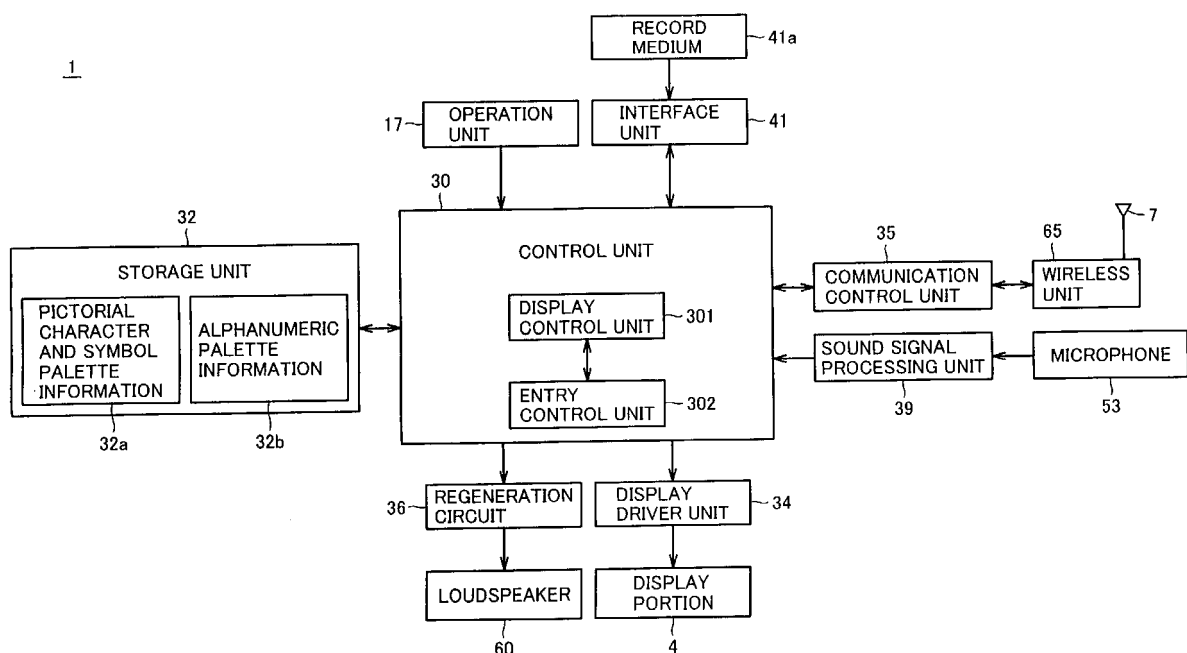 RECORD
MEDIUM
41a
1
17
OPERATION
UNIT
INTERFACE
UNIT
41
30
32
STORAGE UNIT
PICTORIAL
CHARACTER
AND SYMBOL
PALETTE
INFORMATION
32a
ALPHANUMERIC
PALETTE
INFORMATION
32b
CONTROL UNIT
DISPLAY
CONTROL UNIT
301
ENTRY
CONTROL UNIT
302
35
COMMUNICATION
CONTROL UNIT
65
WIRELESS
UNIT
7
SOUND SIGNAL
PROCESSING UNIT
39
MICROPHONE
53
36
REGENERATION
CIRCUIT
DISPLAY
DRIVER UNIT
34
LOUDSPEAKER
60
DISPLAY
PORTION
4